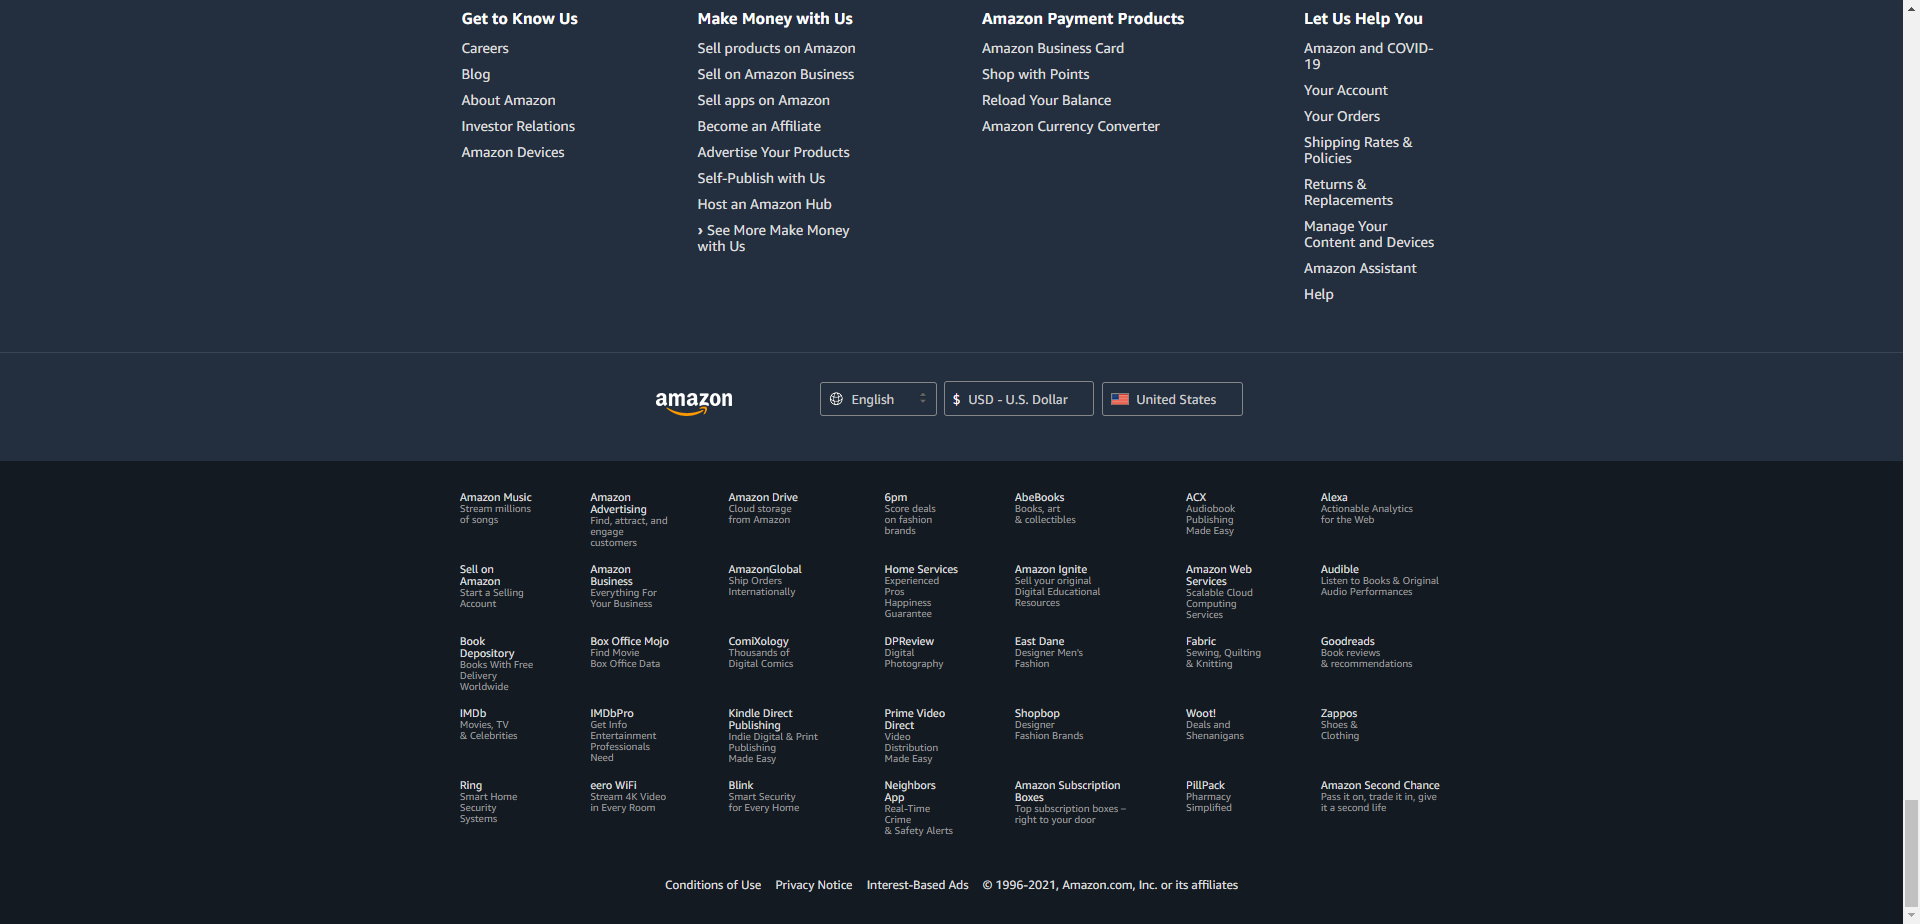 Get to Know Us
Careers
Blog
About Amazon
Investor Relations
Amazon Devices
Make Money with Us
Sell products on Amazon
Sell on Amazon Business
Sell apps on Amazon
Become an Affiliate
Advertise Your Products
Self-Publish with Us
Host an Amazon Hub
› See More Make Money
with Us
Amazon Payment Products
Amazon Business Card
Shop with Points
Reload Your Balance
Amazon Currency Converter
Let Us Help You
Amazon and COVID-
19
Your Account
Your Orders
Shipping Rates &
Policies
Returns &
Replacements
Manage Your
Content and Devices
Amazon Assistant
Help
amazon
English
$ USD - U.S. Dollar
United States
Amazon Music
Stream millions
of songs
Amazon
Advertising
Find, attract, and
engage
customers
Amazon Drive
Cloud storage
from Amazon
6pm
Score deals
on fashion
brands
AbeBooks
Books, art
& collectibles
ACX
Audiobook
Publishing
Made Easy
Alexa
Actionable Analytics
for the Web
Sell on
Amazon
Start a Selling
Account
Amazon
Business
Everything For
Your Business
AmazonGlobal
Ship Orders
Internationally
Home Services
Experienced
Pros
Happiness
Guarantee
Amazon Ignite
Sell your original
Digital Educational
Resources
Amazon Web
Services
Scalable Cloud
Computing
Services
Audible
Listen to Books & Original
Audio Performances
Book
Depository
Books With Free
Delivery
Worldwide
Box Office Mojo
Find Movie
Box Office Data
ComiXology
Thousands of
Digital Comics
DPReview
Digital
Photography
East Dane
Designer Men's
Fashion
Fabric
Sewing, Quilting
& Knitting
Goodreads
Book reviews
& recommendations
IMDb
Movies, TV
& Celebrities
IMDbPro
Get Info
Entertainment
Professionals
Need
Kindle Direct
Publishing
Indie Digital & Print
Publishing
Made Easy
Prime Video
Direct
Video
Distribution
Made Easy
Shopbop
Designer
Fashion Brands
Woot!
Deals and
Shenanigans
Zappos
Shoes &
Clothing
Ring
Smart Home
Security
Systems
eero WiFi
Stream 4K Video
in Every Room
Blink
Smart Security
for Every Home
Neighbors
App
Real-Time
Crime
& Safety Alerts
Amazon Subscription
Boxes
Top subscription boxes –
right to your door
PillPack
Pharmacy
Simplified
Amazon Second Chance
Pass it on, trade it in, give
it a second life
Conditions of Use Privacy Notice Interest-Based Ads © 1996-2021, Amazon.com, Inc. or its affiliates